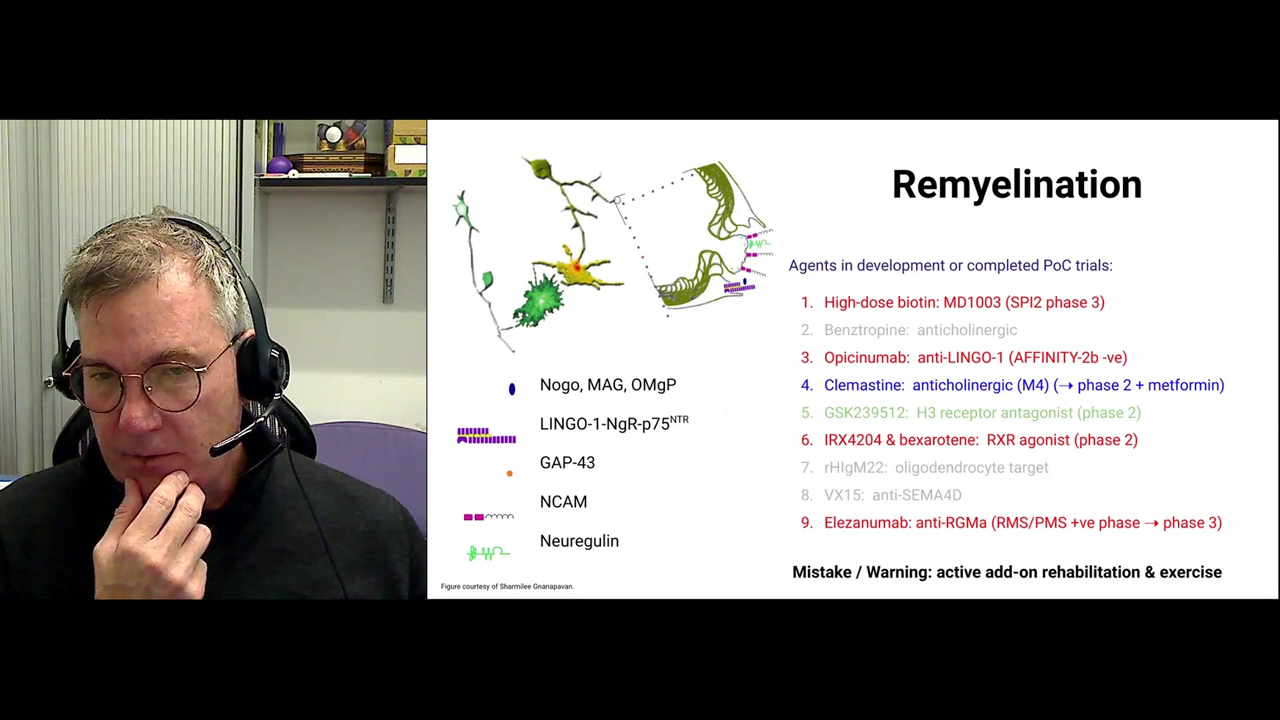 Remyelination
Nogo, MAG, OMgP
LINGO-1-NgR-p75NTR
GAP-43
NCAM
Neuregulin
Figure courtesy of Sharmilee Gnanapavan.
Agents in development or completed PoC trials:
1. High-dose biotin: MD1003 (SPI2 phase 3)
2. Benztropine: anticholinergic
3. Opicinumab: anti-LINGO-1 (AFFINITY-2b -ve)
4. Clemastine: anticholinergic (M4) (→ phase 2 + metformin)
5. GSK239512: H3 receptor antagonist (phase 2)
6. IRX4204 & bexarotene: RXR agonist (phase 2)
7. rHIgM22: oligodendrocyte target
8. VX15: anti-SEMA4D
9. Elezanumab: anti-RGMa (RMS/PMS +ve phase → phase 3)
Mistake / Warning: active add-on rehabilitation & exercise